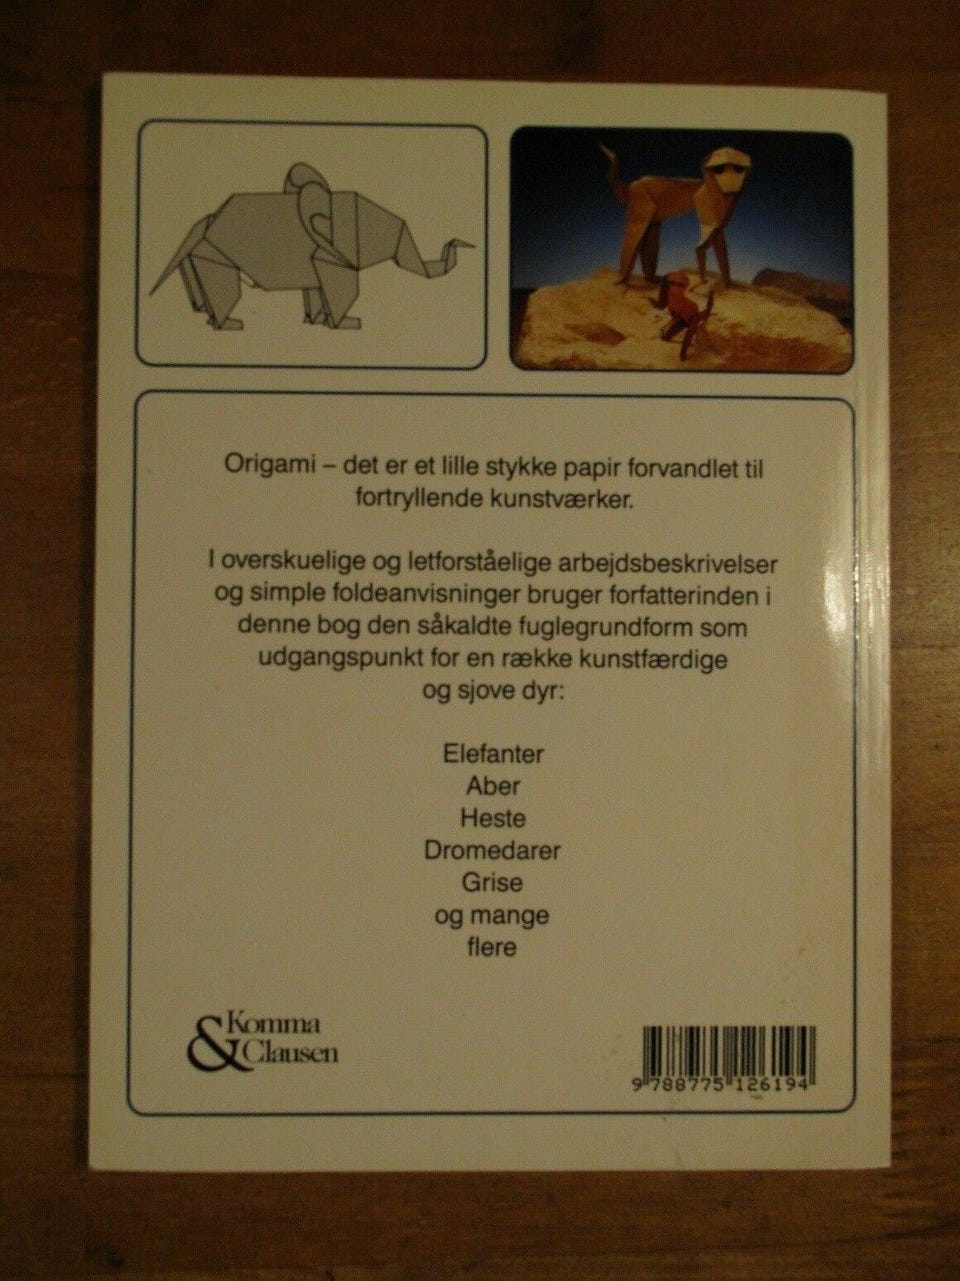 Origami – det er et lille stykke papir forvandlet til
fortryllende kunstværker.
I overskuelige og letforståelige arbejdsbeskrivelser
og simple foldeanvisninger bruger forfatterinden i
denne bog den såkaldte fuglegrundform som
udgangspunkt for en række kunstfærdige
og sjove dyr:
Elefanter
Aber
Heste
Dromedarer
Grise
og mange
flere
Komma
& Clausen
9 788775 126194